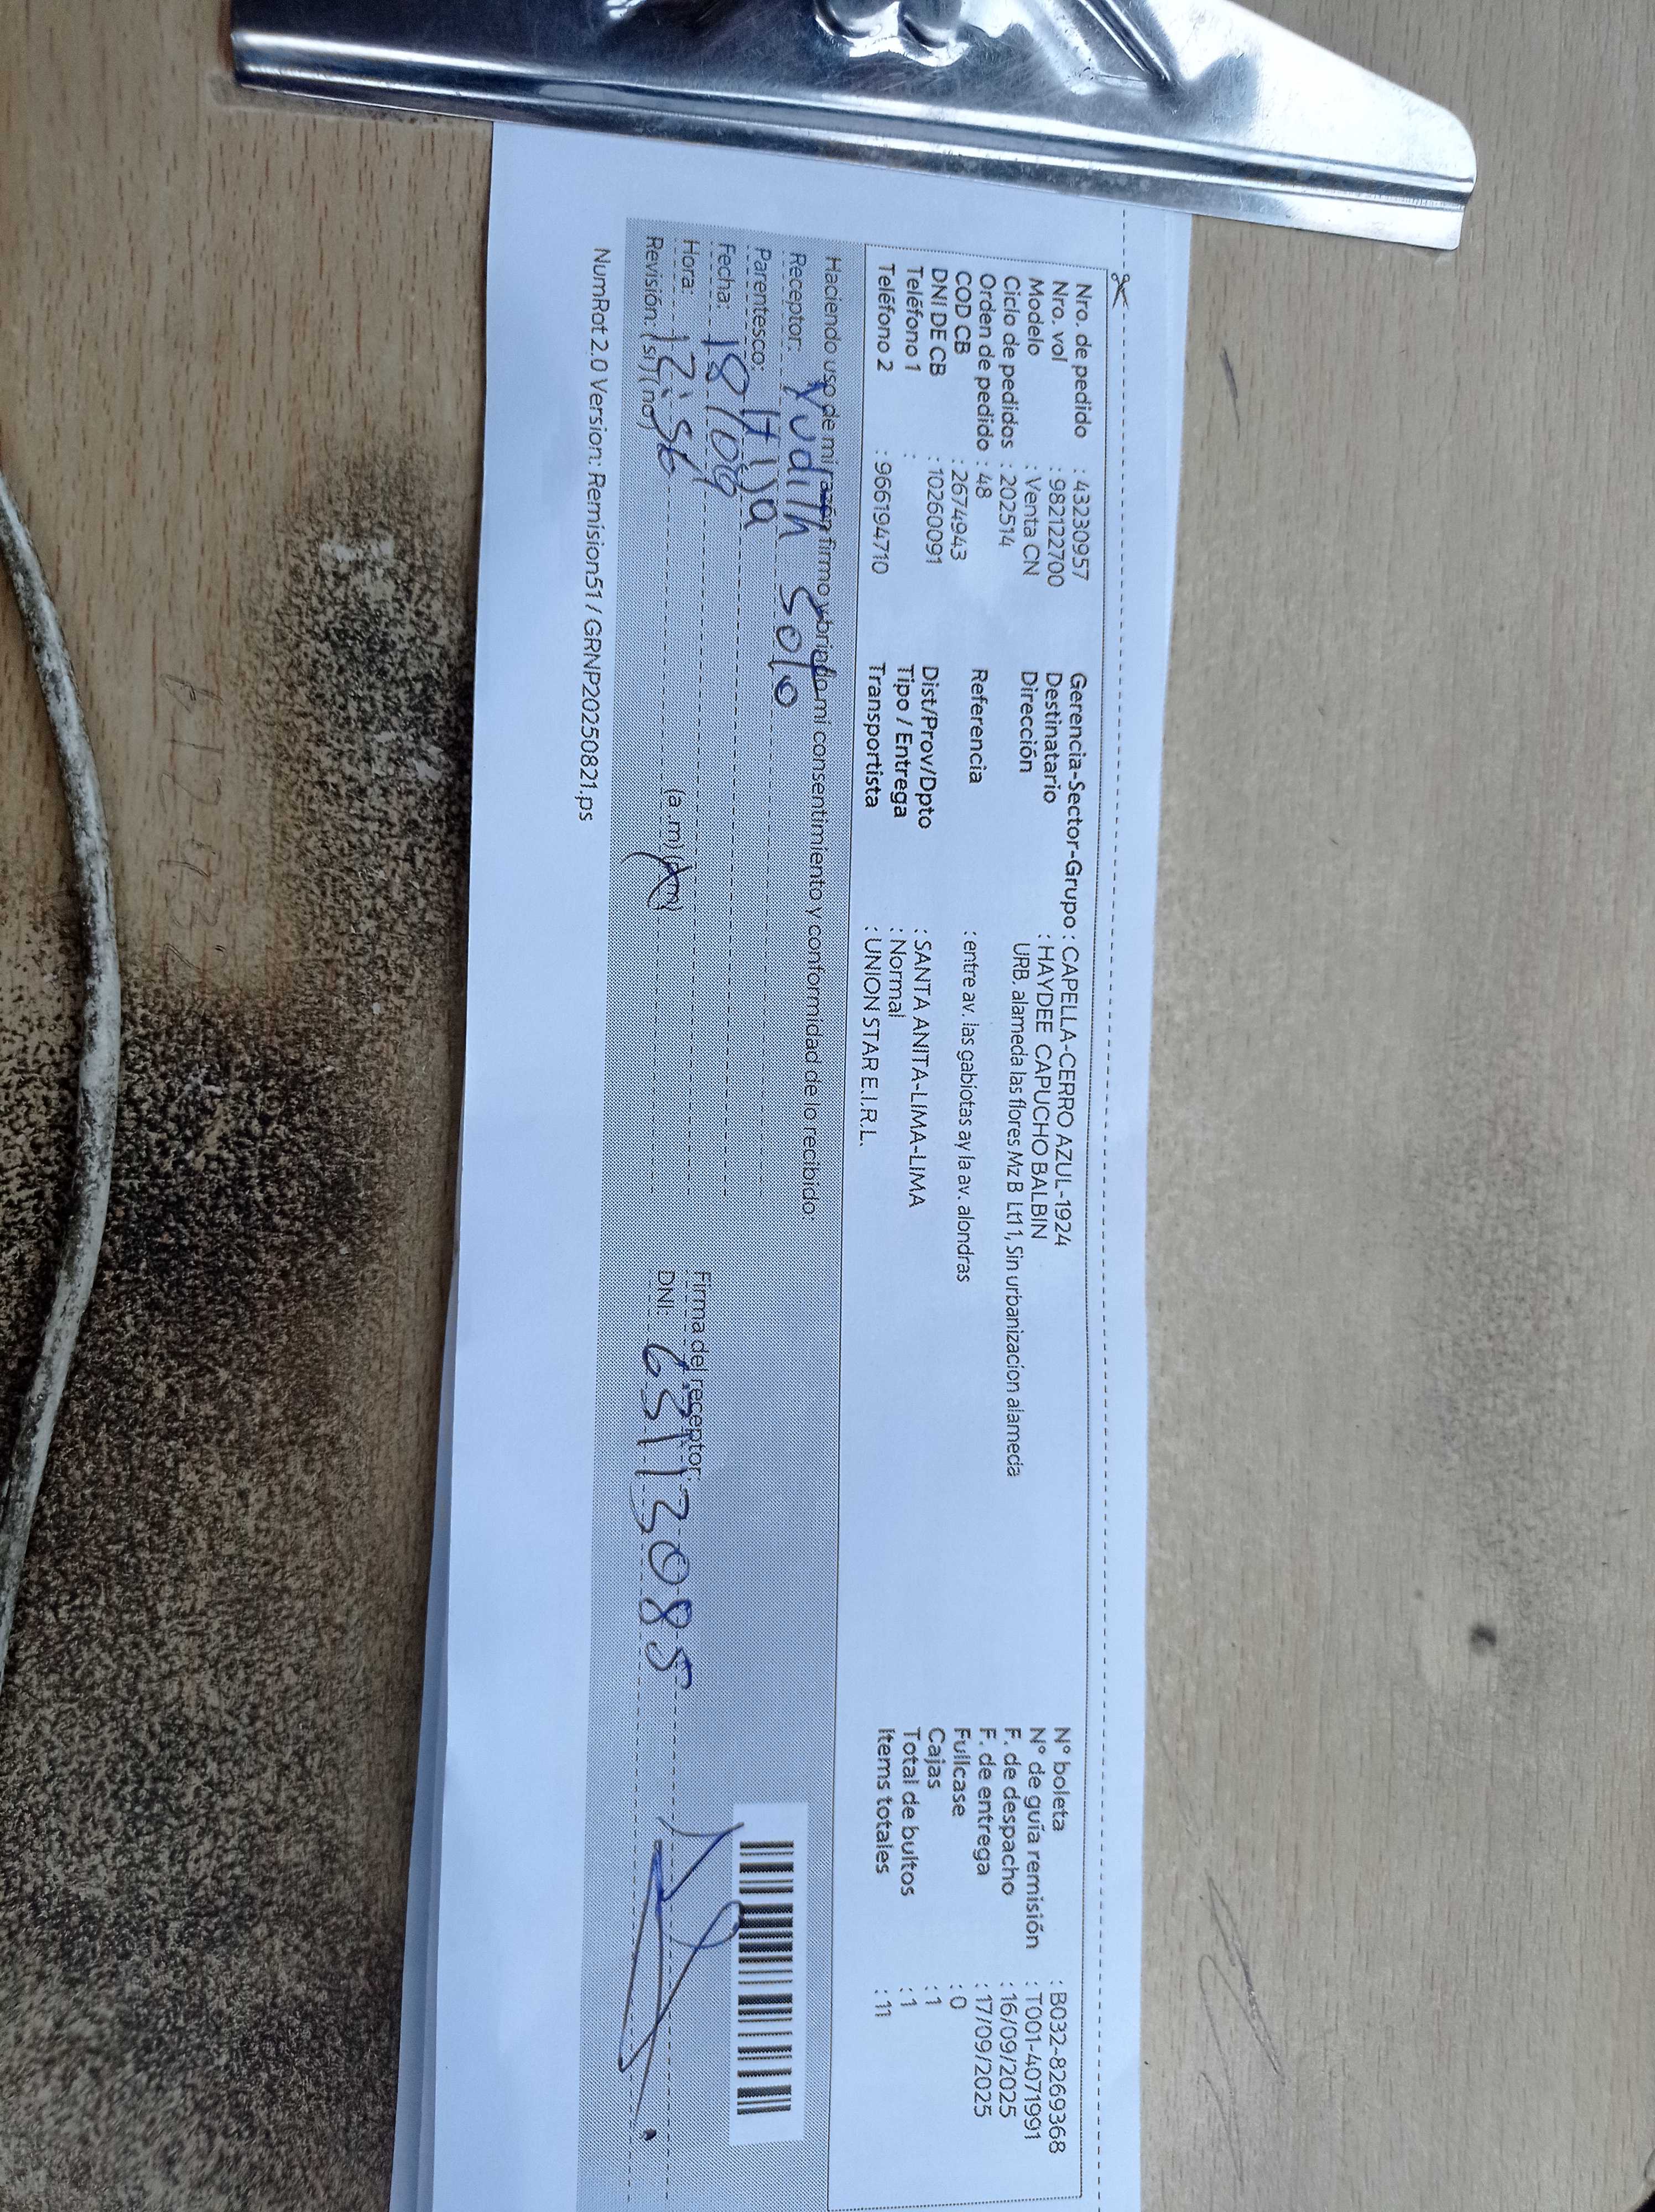 Nro. de pedido : 43230957
Nro. vol : 982122700
Modelo : Venta CN
Ciclo de pedidos : 202514
Orden de pedido : 48
COD CB : 2674943
DNI DE CB : 10260091
Teléfono 1 :
Teléfono 2 : 966194710
Gerencia-Sector-Grupo : CAPELLA-CERRO AZUL-1924
Destinatario : HAYDEE CAPUCHO BALBIN
Dirección URB. alameda las flores Mz B Lt11, Sin urbanizacion alameda
Referencia : entre av. las gabiotas ay la av. alondras
Dist/Prov/Dpto : SANTA ANITA-LIMA-LIMA
Tipo / Entrega : Normal
Transportista : UNION STAR E.I.R.L.
N° boleta : B032-8269368
N° de guía remisión : T001-4071991
F. de despacho : 16/09/2025
F. de entrega : 17/09/2025
Fullcase : 0
Cajas : 1
Total de bultos : 1
Items totales : 11
Haciendo uso de mi razón firmo y brindo mi consentimiento y conformidad de lo recibido:
Receptor: Yudith Soto
Parentesco: Hija
Fecha: 18/09
Hora: 12:56 (a.m) (p.m)
Revisión: (si) (no)
Firma del receptor:
DNI: 63113085
NumRot 2.0 Version: Remision51 / GRNP20250821.ps